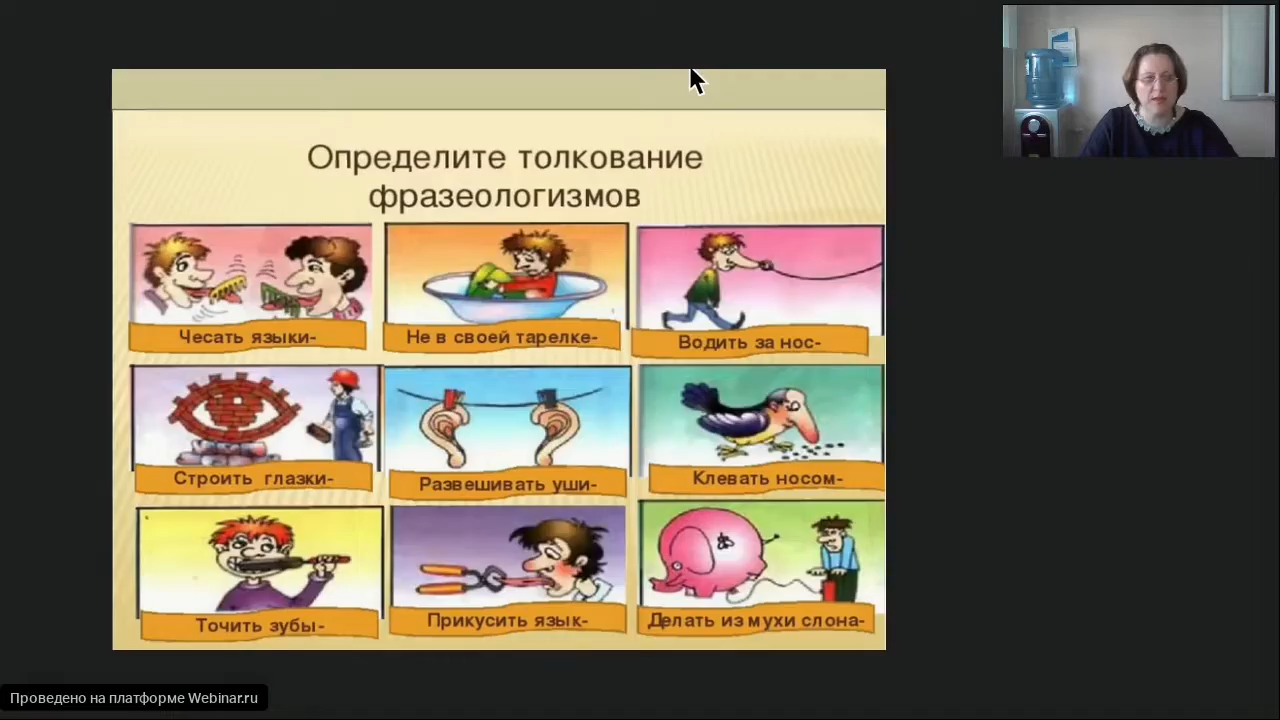 Определите толкование
фразеологизмов
Чесать языки-
Не в своей тарелке-
Водить за нос-
Строить глазки-
Развешивать уши-
Клевать носом-
Точить зубы-
Прикусить язык-
Делать из мухи слона-
Проведено на платформе Webinar.ru